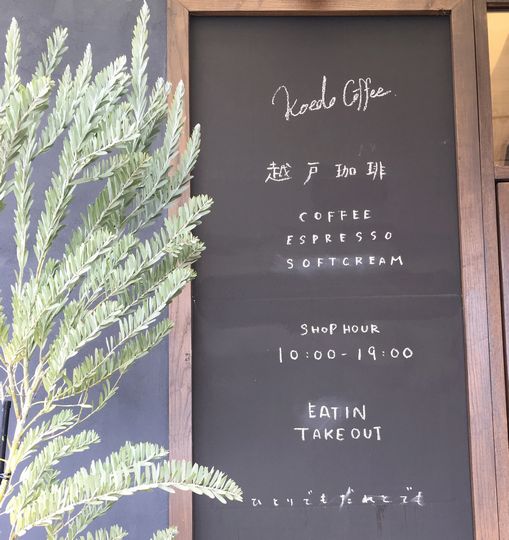 Koedo Coffee.
越戸珈琲
COFFEE
ESPRESSO
SOFTCREAM
SHOP HOUR
10:00-19:00
EAT IN
TAKE OUT
ひとりでもだれとでも